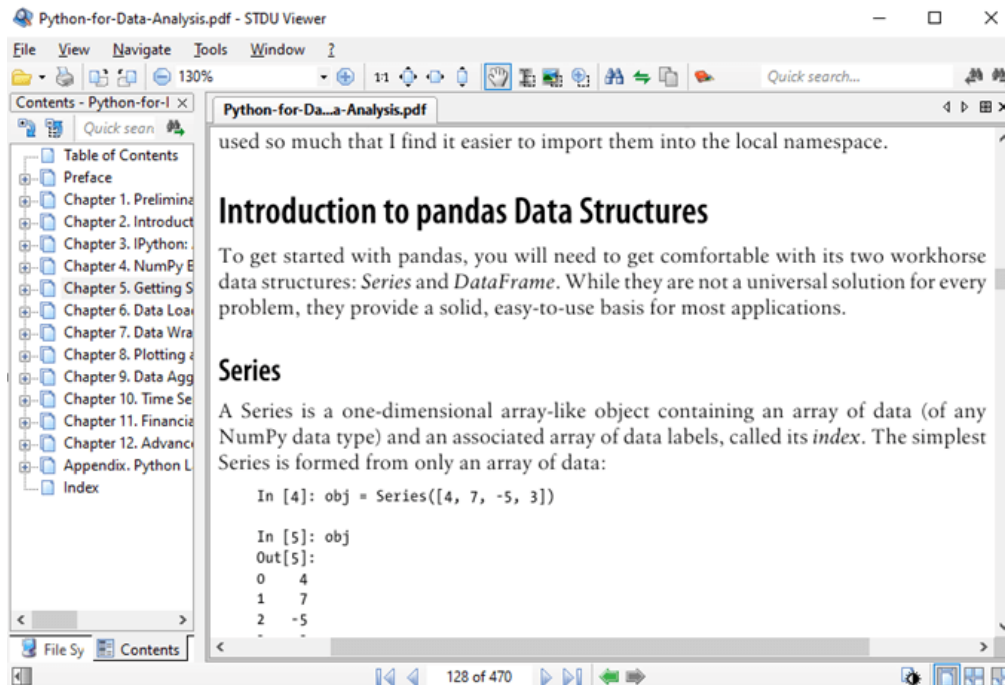 Python-for-Data-Analysis.pdf - STDU Viewer
File View Navigate Tools Window ?
130% 1:1 Quick search...
Contents - Python-for-I
Python-for-Da...a-Analysis.pdf
Quick sear
Table of Contents
Preface
Chapter 1. Prelimina
Chapter 2. Introduct
Chapter 3. IPython:
Chapter 4. NumPy E
Chapter 5. Getting S
Chapter 6. Data Loa
Chapter 7. Data Wra
Chapter 8. Plotting a
Chapter 9. Data Agg
Chapter 10. Time Se
Chapter 11. Financia
Chapter 12. Advance
Appendix. Python L
Index
File Sy Contents
used so much that I find it easier to import them into the local namespace.
Introduction to pandas Data Structures
To get started with pandas, you will need to get comfortable with its two workhorse
data structures: Series and DataFrame. While they are not a universal solution for every
problem, they provide a solid, easy-to-use basis for most applications.
Series
A Series is a one-dimensional array-like object containing an array of data (of any
NumPy data type) and an associated array of data labels, called its index. The simplest
Series is formed from only an array of data:
In [4]: obj = Series([4, 7, -5, 3])
In [5]: obj
Out[5]:
0 4
1 7
2 -5
128 of 470